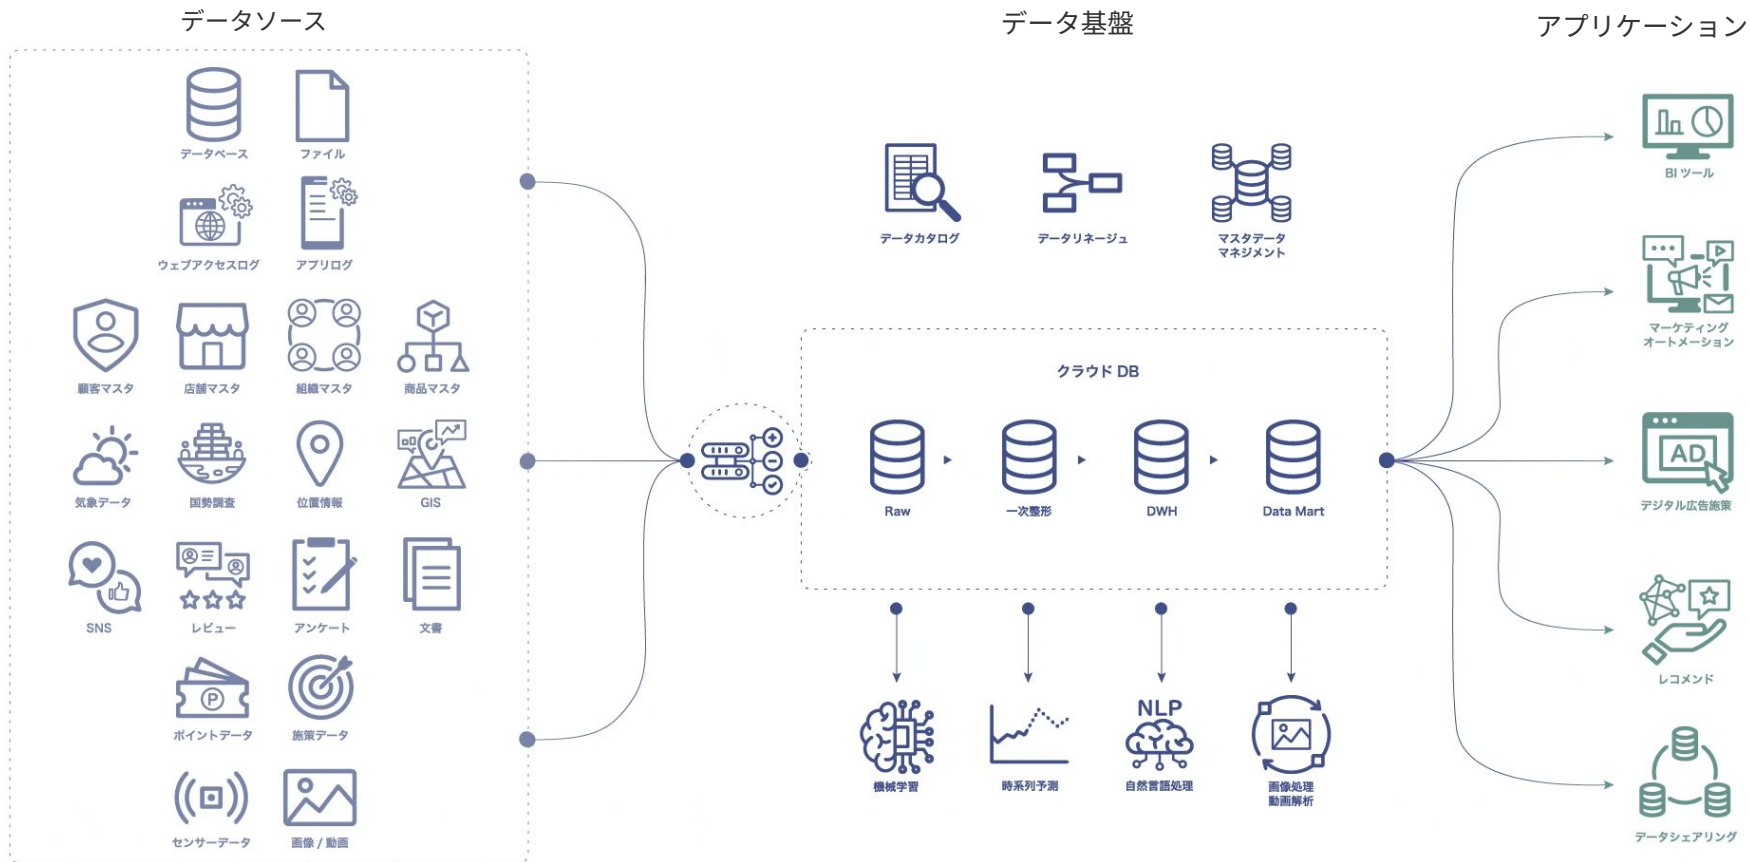 データソース
データ基盤
アプリケーション
データベース
ファイル
ウェブアクセスログ
アプリログ
顧客マスタ
店舗マスタ
組織マスタ
商品マスタ
気象データ
国勢調査
位置情報
GIS
SNS
レビュー
アンケート
文書
P
ポイントデータ
施策データ
センサーデータ
画像 / 動画
データカタログ
データリネージュ
マスタデータ
マネジメント
クラウド DB
Raw
一次整形
DWH
Data Mart
機械学習
時系列予測
NLP
自然言語処理
画像処理
動画解析
BI ツール
マーケティング
オートメーション
AD
デジタル広告施策
レコメンド
データシェアリング